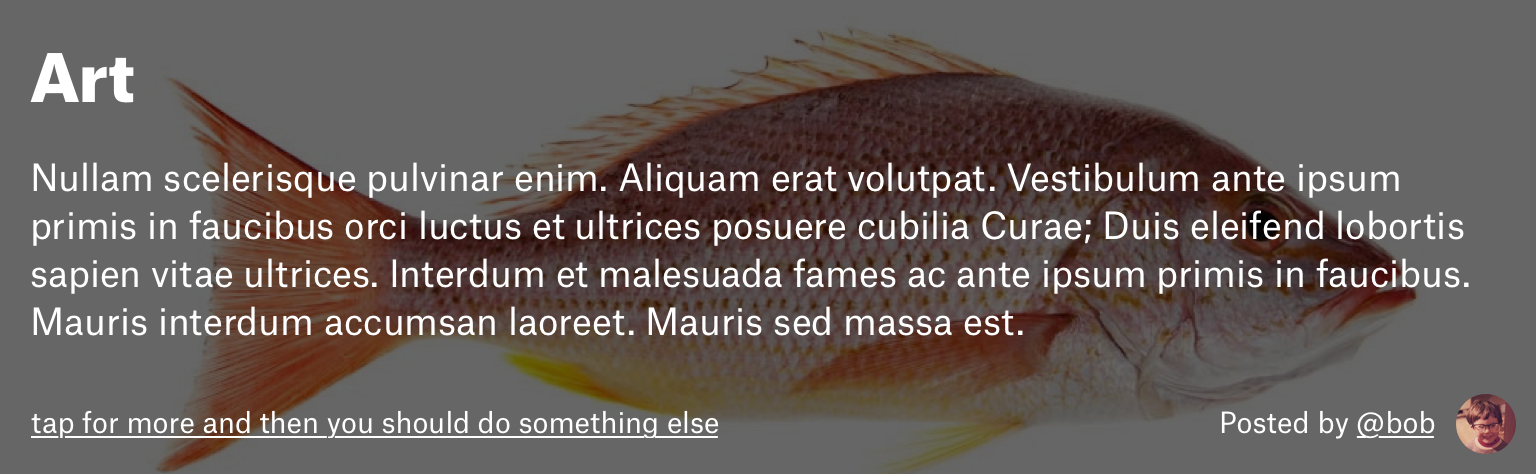 Art
Nullam scelerisque pulvinar enim. Aliquam erat volutpat. Vestibulum ante ipsum
primis in faucibus orci luctus et ultrices posuere cubilia Curae; Duis eleifend lobortis
sapien vitae ultrices. Interdum et malesuada fames ac ante ipsum primis in faucibus.
Mauris interdum accumsan laoreet. Mauris sed massa est.
tap for more and then you should do something else
Posted by @bob